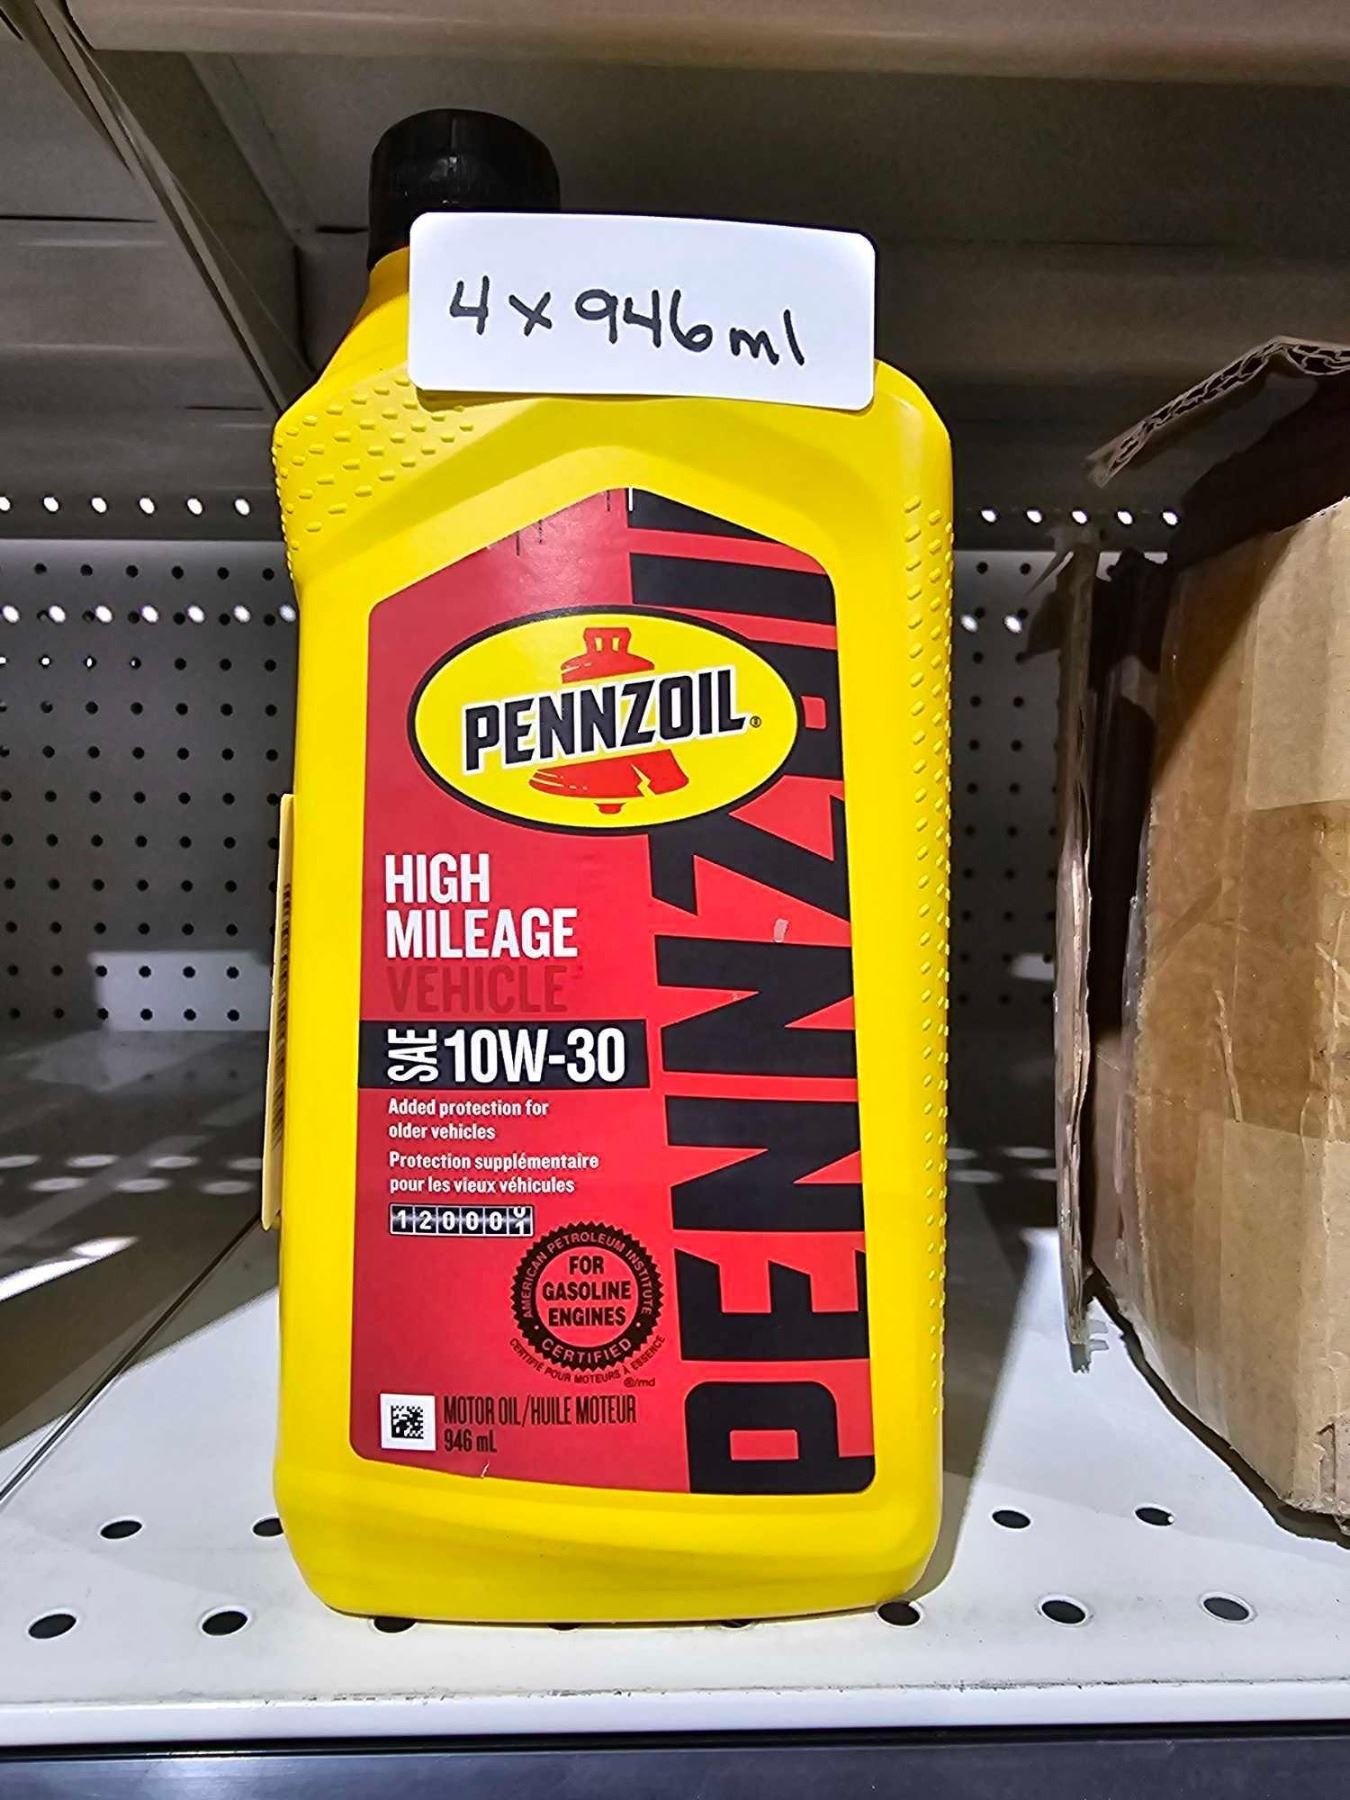 4 x 946 ml
PENNZOIL®
HIGH
MILEAGE
VEHICLE
SAE 10W-30
Added protection for
older vehicles
Protection supplémentaire
pour les vieux véhicules
120001
AMERICAN PETROLEUM INSTITUTE
FOR
GASOLINE
ENGINES
CERTIFIED
CERTIFIÉ POUR MOTEURS À ESSENCE
®/md
MOTOR OIL/HUILE MOTEUR
946 mL
PENNZOIL